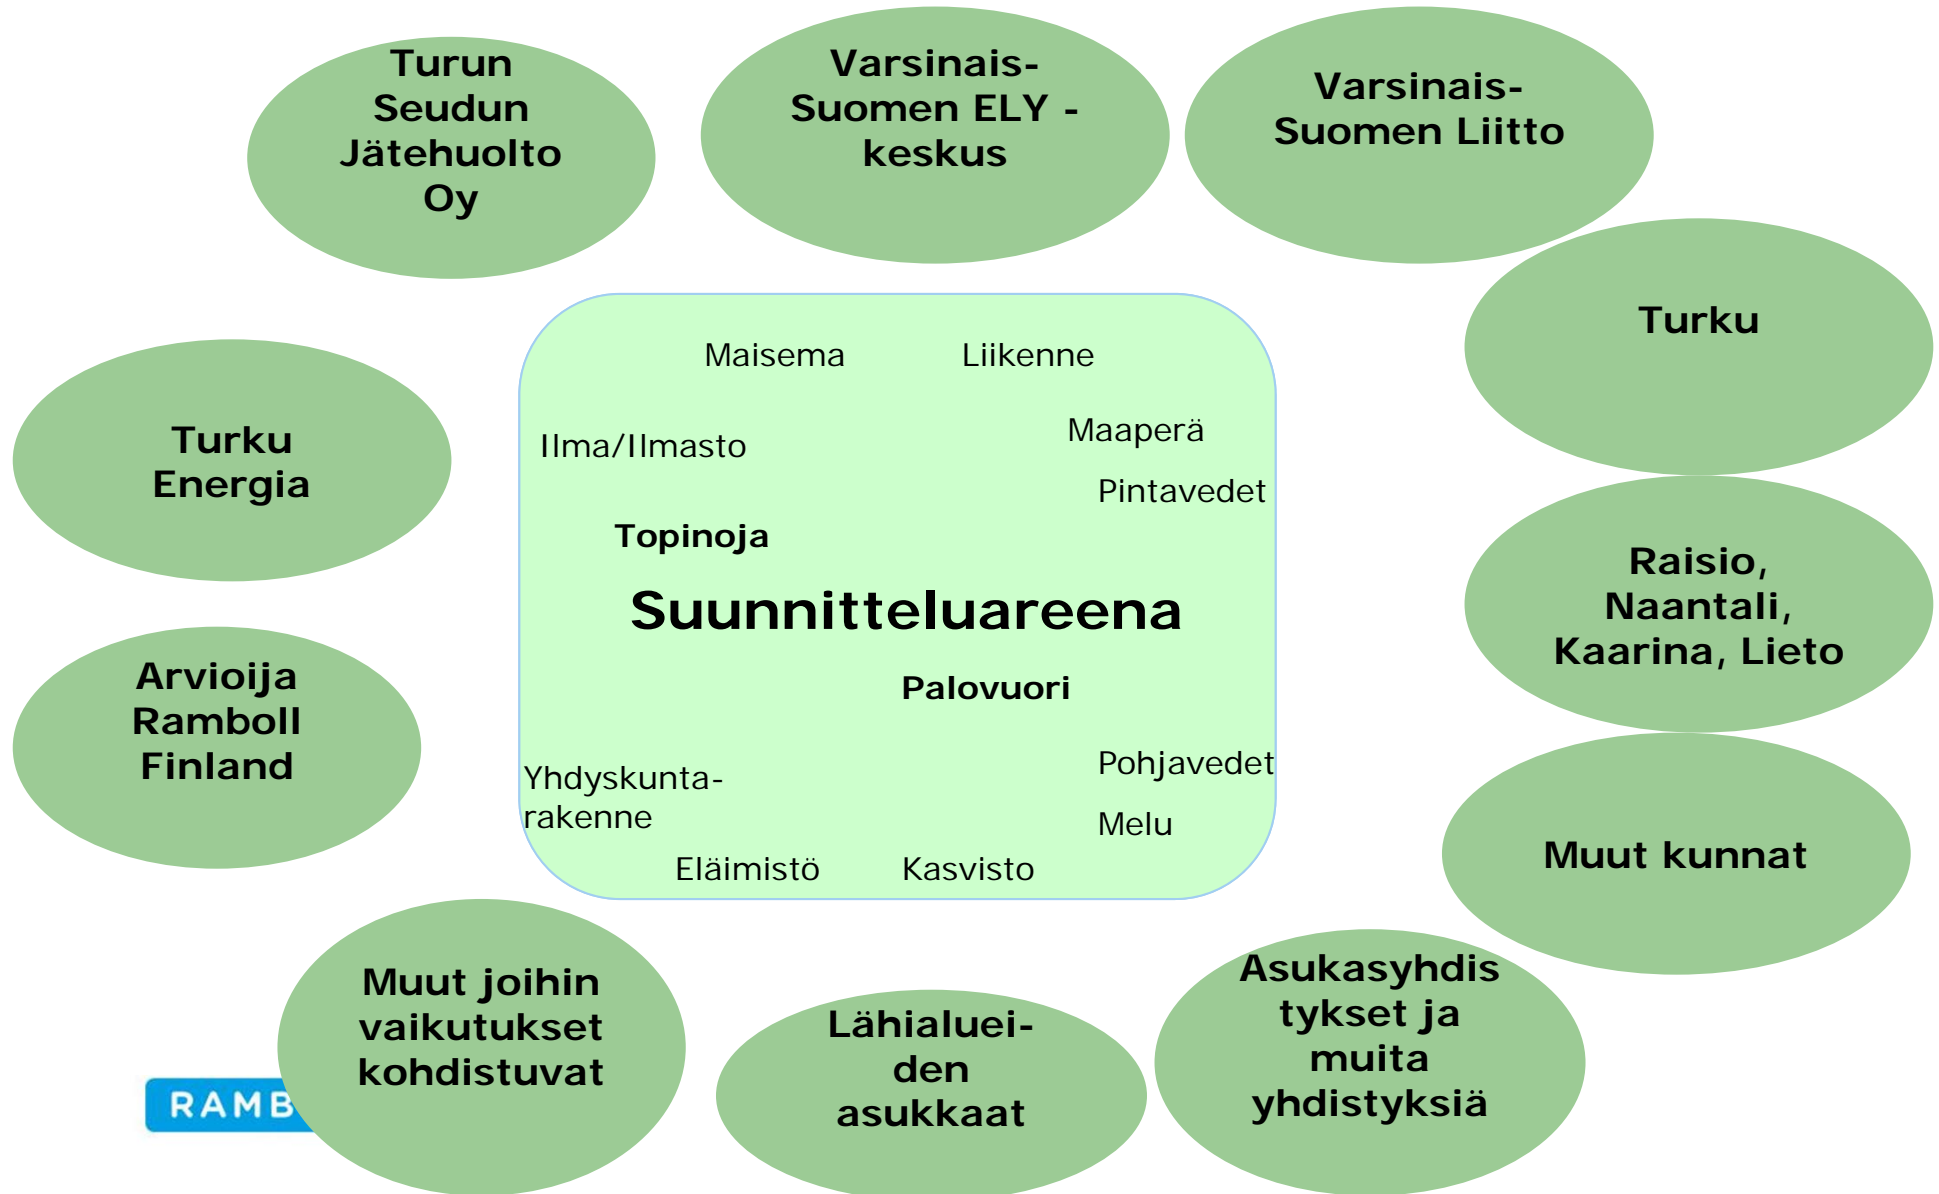 Turun
Seudun
Jätehuolto
Oy
Varsinais-
Suomen ELY -
keskus
Varsinais-
Suomen Liitto
Turku
Turku
Energia
Maisema
Liikenne
Ilma/Ilmasto
Maaperä
Pintavedet
Topinoja
Suunnitteluareena
Palovuori
Pohjavedet
Yhdyskunta-
rakenne
Melu
Eläimistö
Kasvisto
Raisio,
Naantali,
Kaarina, Lieto
Arvioija
Ramboll
Finland
Muut kunnat
Muut joihin
vaikutukset
kohdistuvat
Lähialuei-
den
asukkaat
Asukasyhdis
tykset ja
muita
yhdistyksiä
RAMB